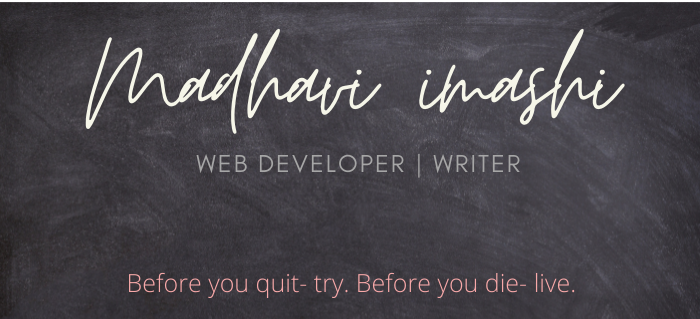 Madhavi imashi
WEB DEVELOPER | WRITER
Before you quit- try. Before you die- live.